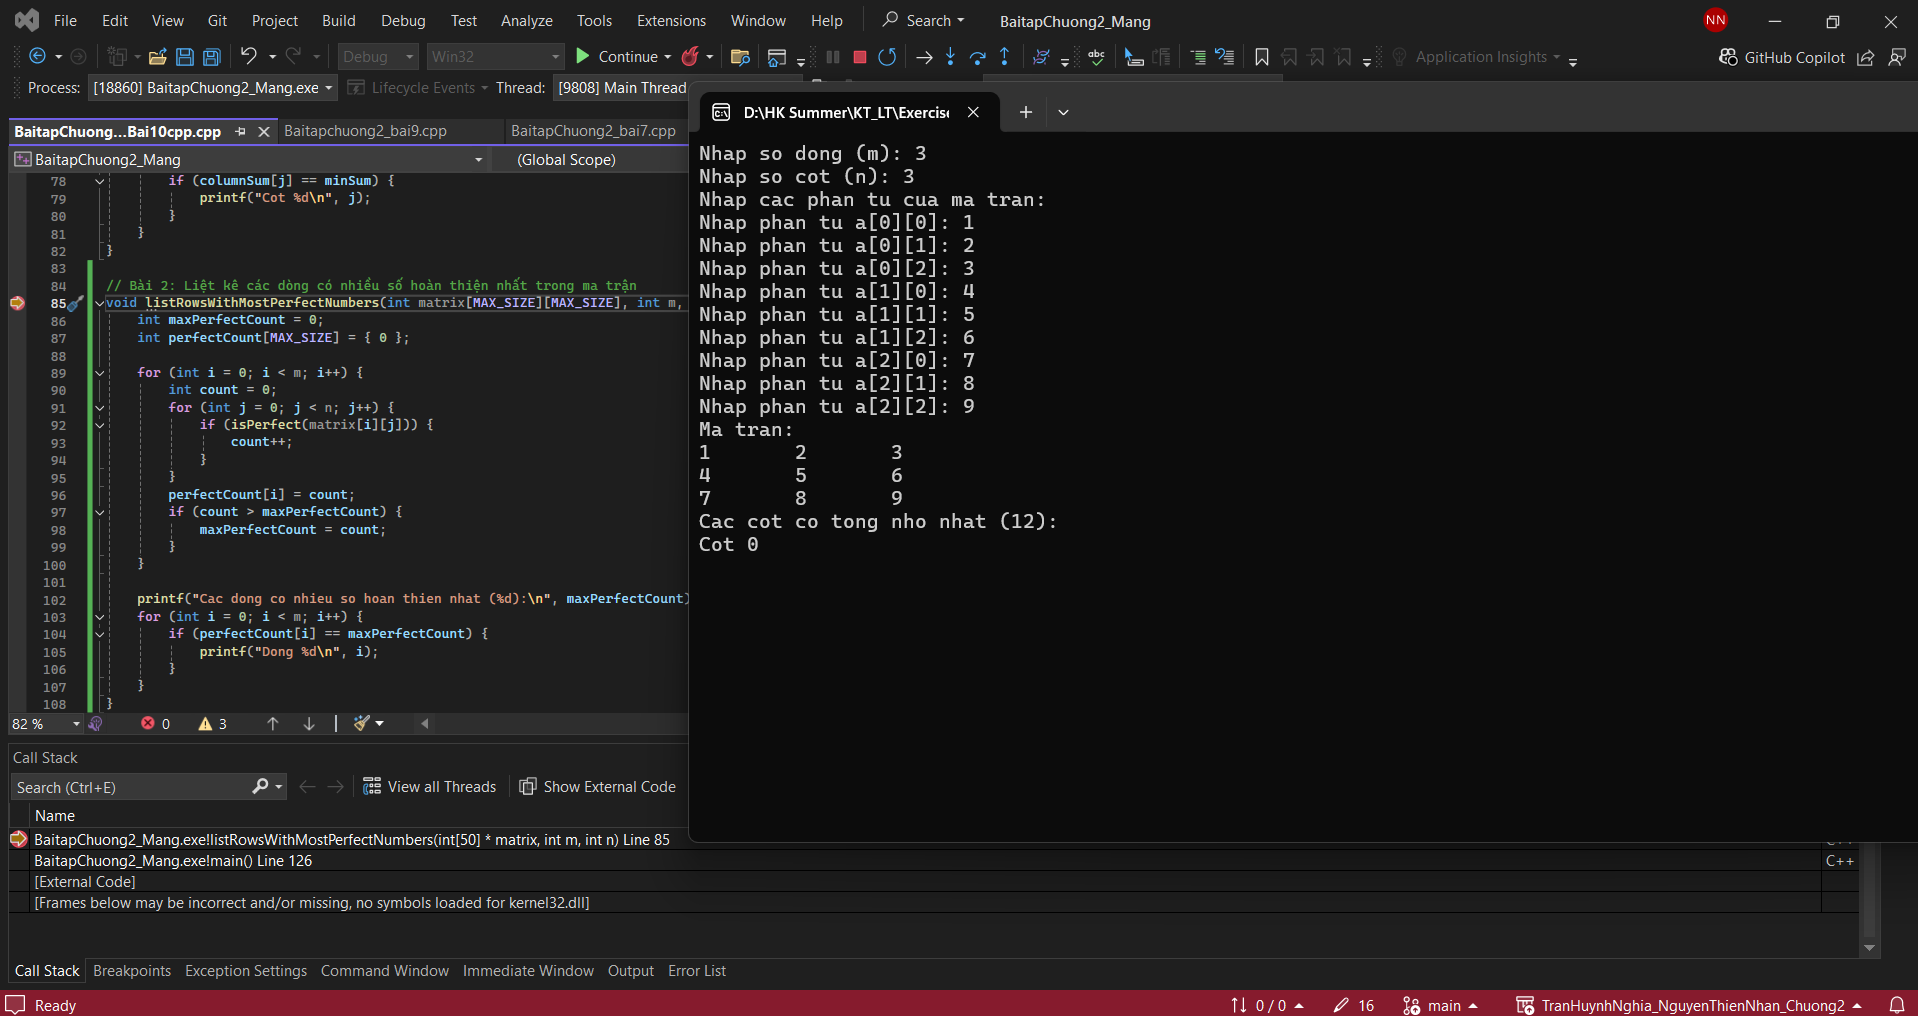 File Edit View Git Project Build Debug Test Analyze Tools Extensions Window Help Search BaitapChuong2_Mang NN
Debug Win32 Continue abc Application Insights GitHub Copilot
Process: [18860] BaitapChuong2_Mang.exe Lifecycle Events Thread: [9808] Main Thread
BaitapChuong...Bai10cpp.cpp Baitapchuong2_bai9.cpp BaitapChuong2_bai7.cpp
BaitapChuong2_Mang (Global Scope)
78 if (columnSum[j] == minSum) {
79 printf("Cot %d\n", j);
80 }
81 }
82 }
83
84 // Bài 2: Liệt kê các dòng có nhiều số hoàn thiện nhất trong ma trận
85 void listRowsWithMostPerfectNumbers(int matrix[MAX_SIZE][MAX_SIZE], int m,
86 int maxPerfectCount = 0;
87 int perfectCount[MAX_SIZE] = { 0 };
88
89 for (int i = 0; i < m; i++) {
90 int count = 0;
91 for (int j = 0; j < n; j++) {
92 if (isPerfect(matrix[i][j])) {
93 count++;
94 }
95 }
96 perfectCount[i] = count;
97 if (count > maxPerfectCount) {
98 maxPerfectCount = count;
99 }
100 }
101
102 printf("Cac dong co nhieu so hoan thien nhat (%d):\n", maxPerfectCount)
103 for (int i = 0; i < m; i++) {
104 if (perfectCount[i] == maxPerfectCount) {
105 printf("Dong %d\n", i);
106 }
107 }
108 }
82 % 0 3
D:\HK Summer\KT_LT\Exercise
Nhap so dong (m): 3
Nhap so cot (n): 3
Nhap cac phan tu cua ma tran:
Nhap phan tu a[0][0]: 1
Nhap phan tu a[0][1]: 2
Nhap phan tu a[0][2]: 3
Nhap phan tu a[1][0]: 4
Nhap phan tu a[1][1]: 5
Nhap phan tu a[1][2]: 6
Nhap phan tu a[2][0]: 7
Nhap phan tu a[2][1]: 8
Nhap phan tu a[2][2]: 9
Ma tran:
1 2 3
4 5 6
7 8 9
Cac cot co tong nho nhat (12):
Cot 0
Call Stack
Search (Ctrl+E) View all Threads Show External Code
Name
BaitapChuong2_Mang.exe!listRowsWithMostPerfectNumbers(int[50] * matrix, int m, int n) Line 85
BaitapChuong2_Mang.exe!main() Line 126 C++
[External Code]
[Frames below may be incorrect and/or missing, no symbols loaded for kernel32.dll]
Call Stack Breakpoints Exception Settings Command Window Immediate Window Output Error List
Ready 0 / 0 16 main TranHuynhNghia_NguyenThienNhan_Chuong2